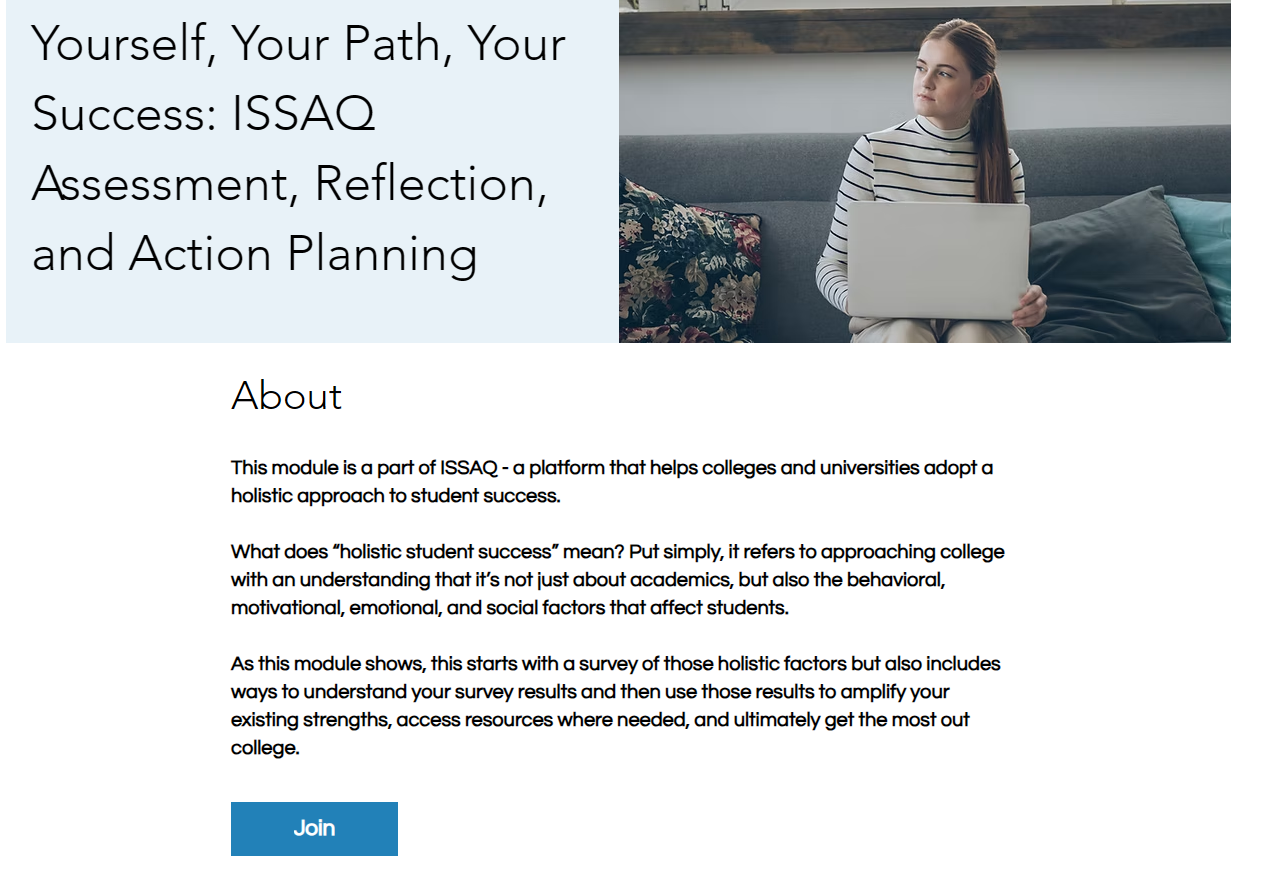 Yourself, Your Path, Your
Success: ISSAQ
Assessment, Reflection,
and Action Planning
About
This module is a part of ISSAQ - a platform that helps colleges and universities adopt a
holistic approach to student success.
What does “holistic student success” mean? Put simply, it refers to approaching college
with an understanding that it’s not just about academics, but also the behavioral,
motivational, emotional, and social factors that affect students.
As this module shows, this starts with a survey of those holistic factors but also includes
ways to understand your survey results and then use those results to amplify your
existing strengths, access resources where needed, and ultimately get the most out
college.
Join